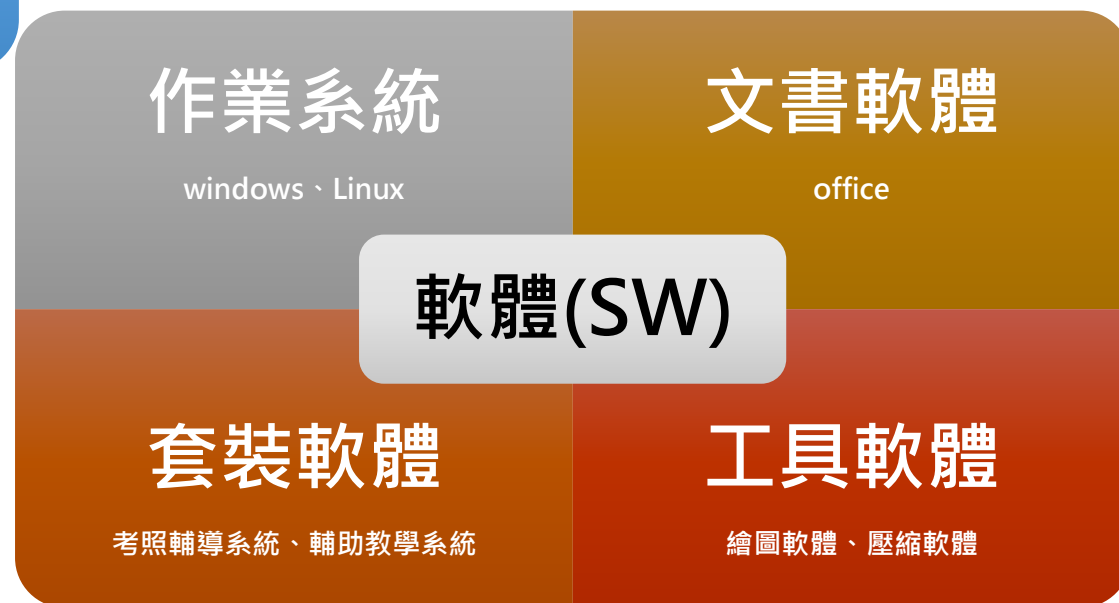 作業系統
windows、Linux
文書軟體
office
軟體(SW)
套裝軟體
考照輔導系統、輔助教學系統
工具軟體
繪圖軟體、壓縮軟體